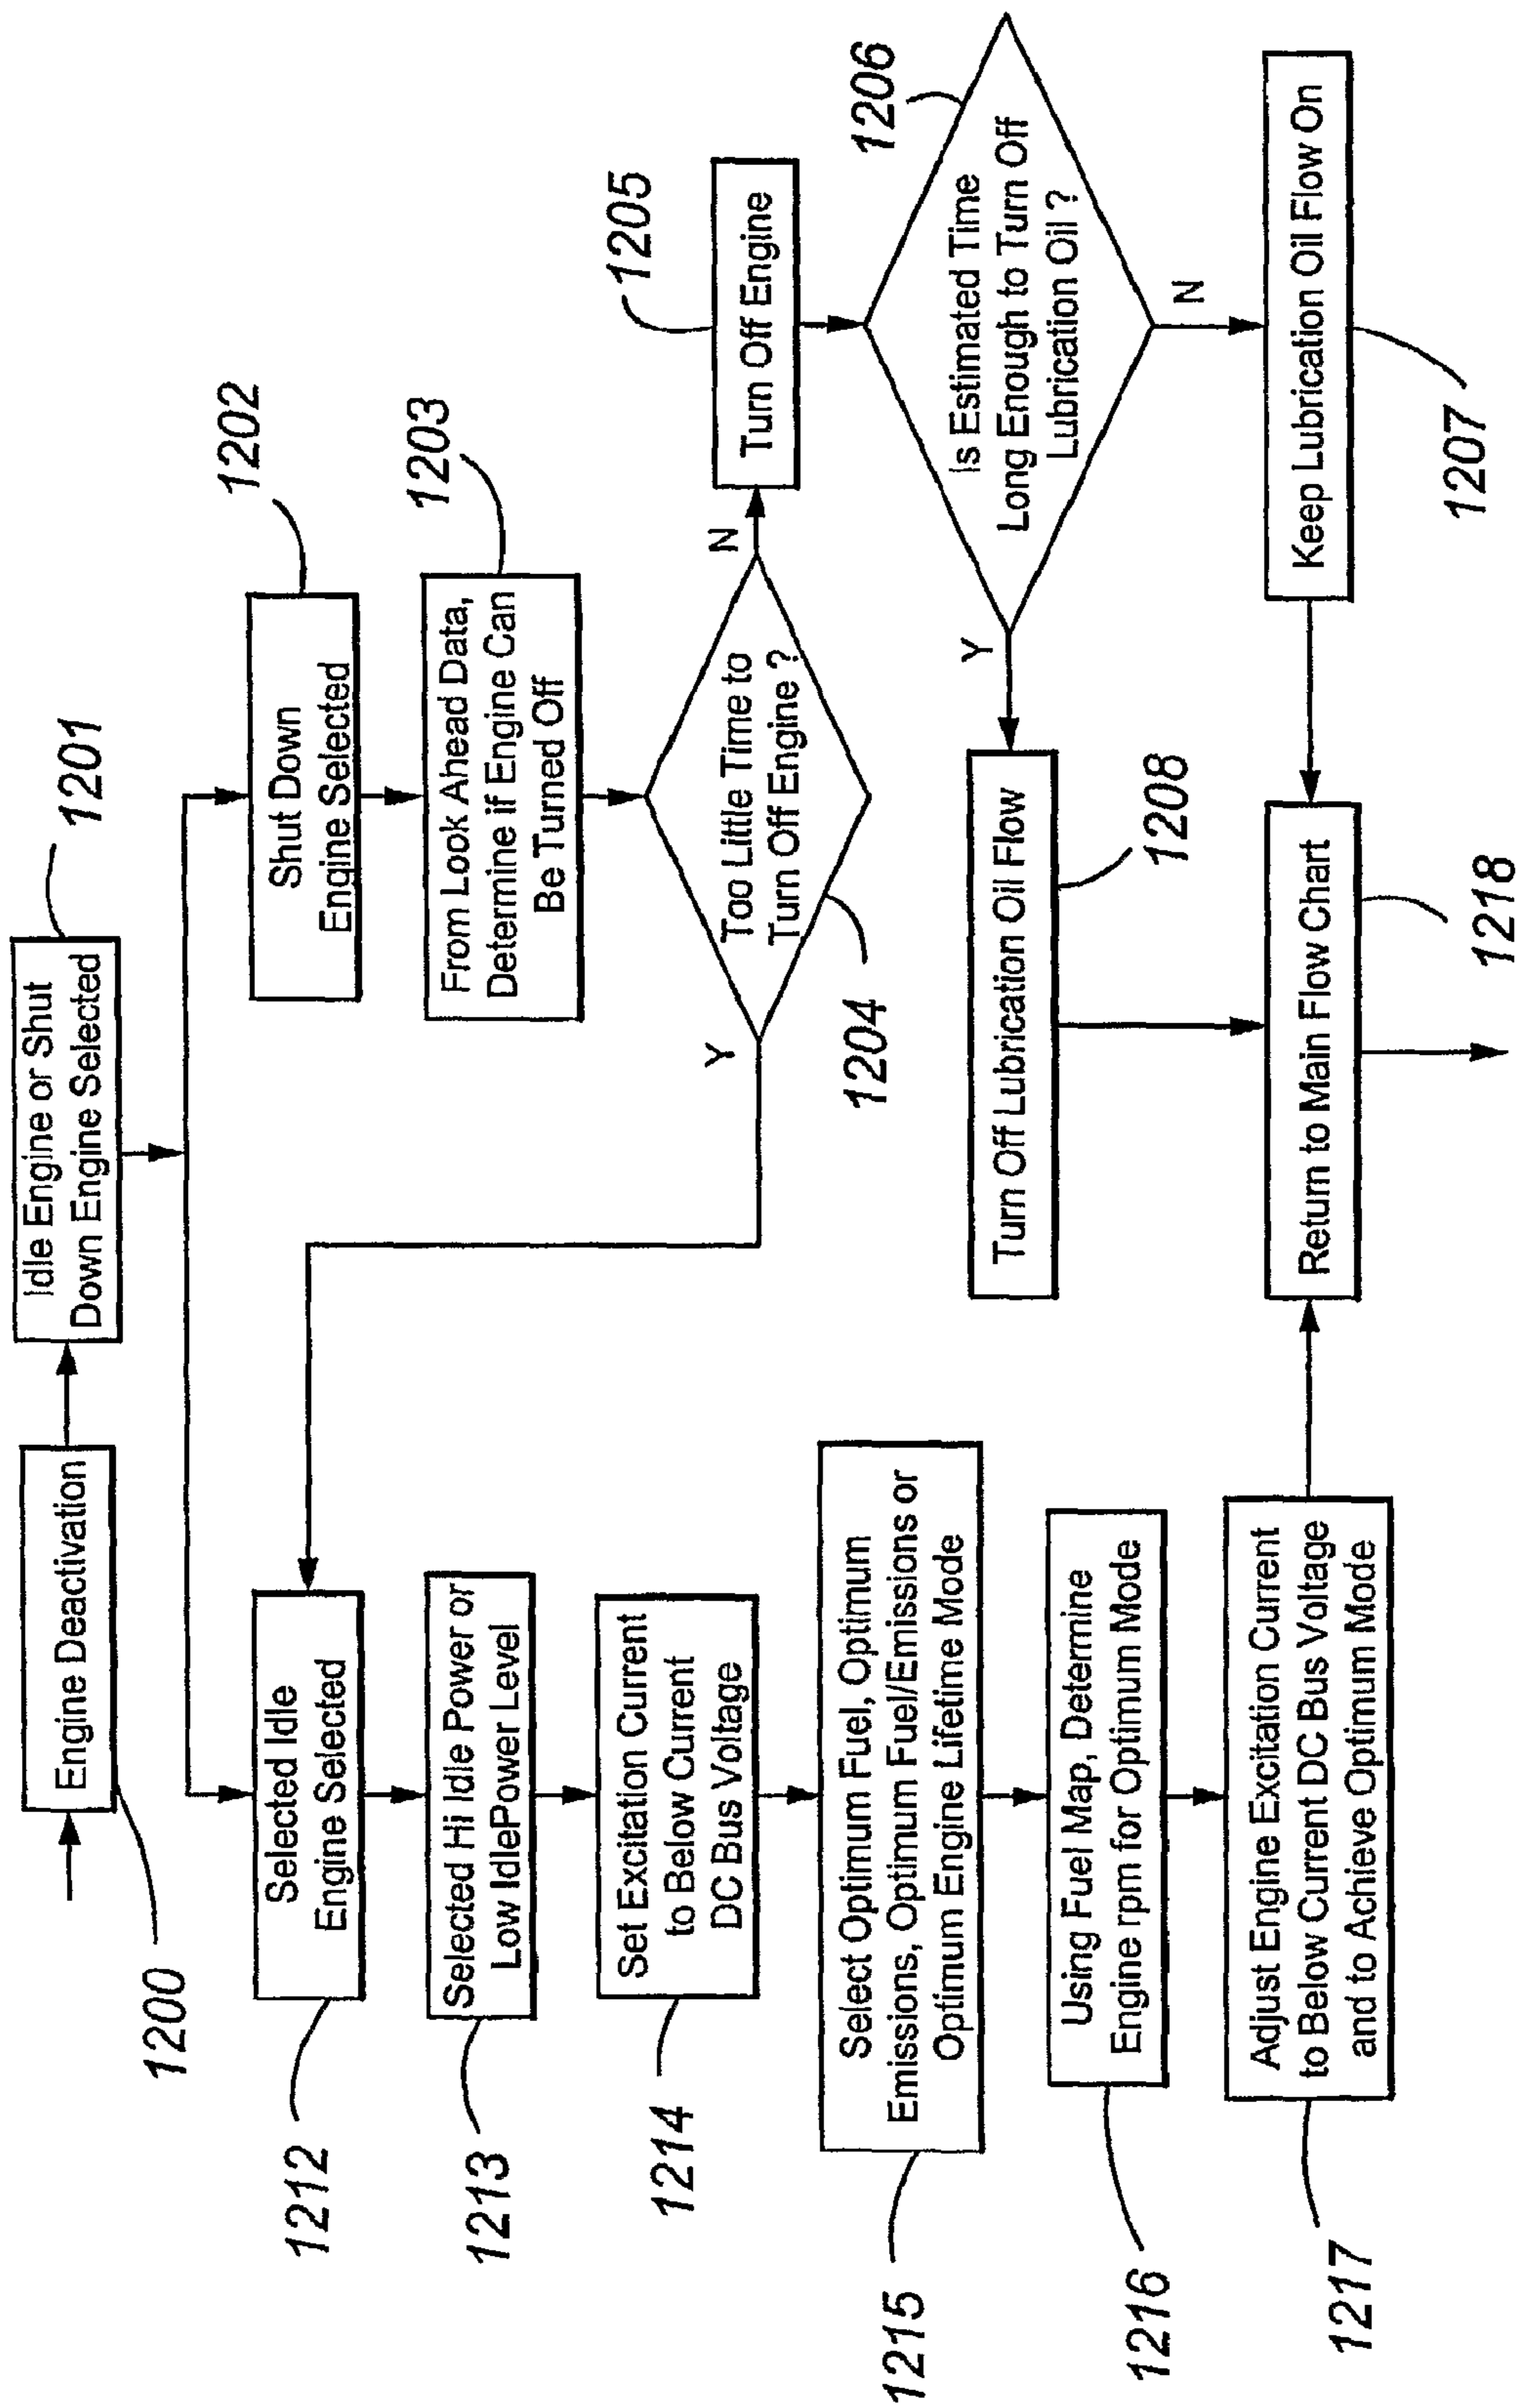 Engine Deactivation
1200
Idle Engine or Shut
Down Engine Selected
1201
Shut Down
Engine Selected
1202
From Look Ahead Data,
Determine if Engine Can
Be Turned Off
1203
Too Little Time to
Turn Off Engine ?
Y
N
1204
Turn Off Engine
1205
Is Estimated Time
Long Enough to Turn Off
Lubrication Oil ?
Y
N
1206
Keep Lubrication Oil Flow On
1207
Turn Off Lubrication Oil Flow
1208
Selected Idle
Engine Selected
1212
Selected Hi Idle Power or
Low IdlePower Level
1213
Set Excitation Current
to Below Current
DC Bus Voltage
1214
Select Optimum Fuel, Optimum
Emissions, Optimum Fuel/Emissions or
Optimum Engine Lifetime Mode
1215
Using Fuel Map, Determine
Engine rpm for Optimum Mode
1216
Adjust Engine Excitation Current
to Below Current DC Bus Voltage
and to Achieve Optimum Mode
1217
Return to Main Flow Chart
1218